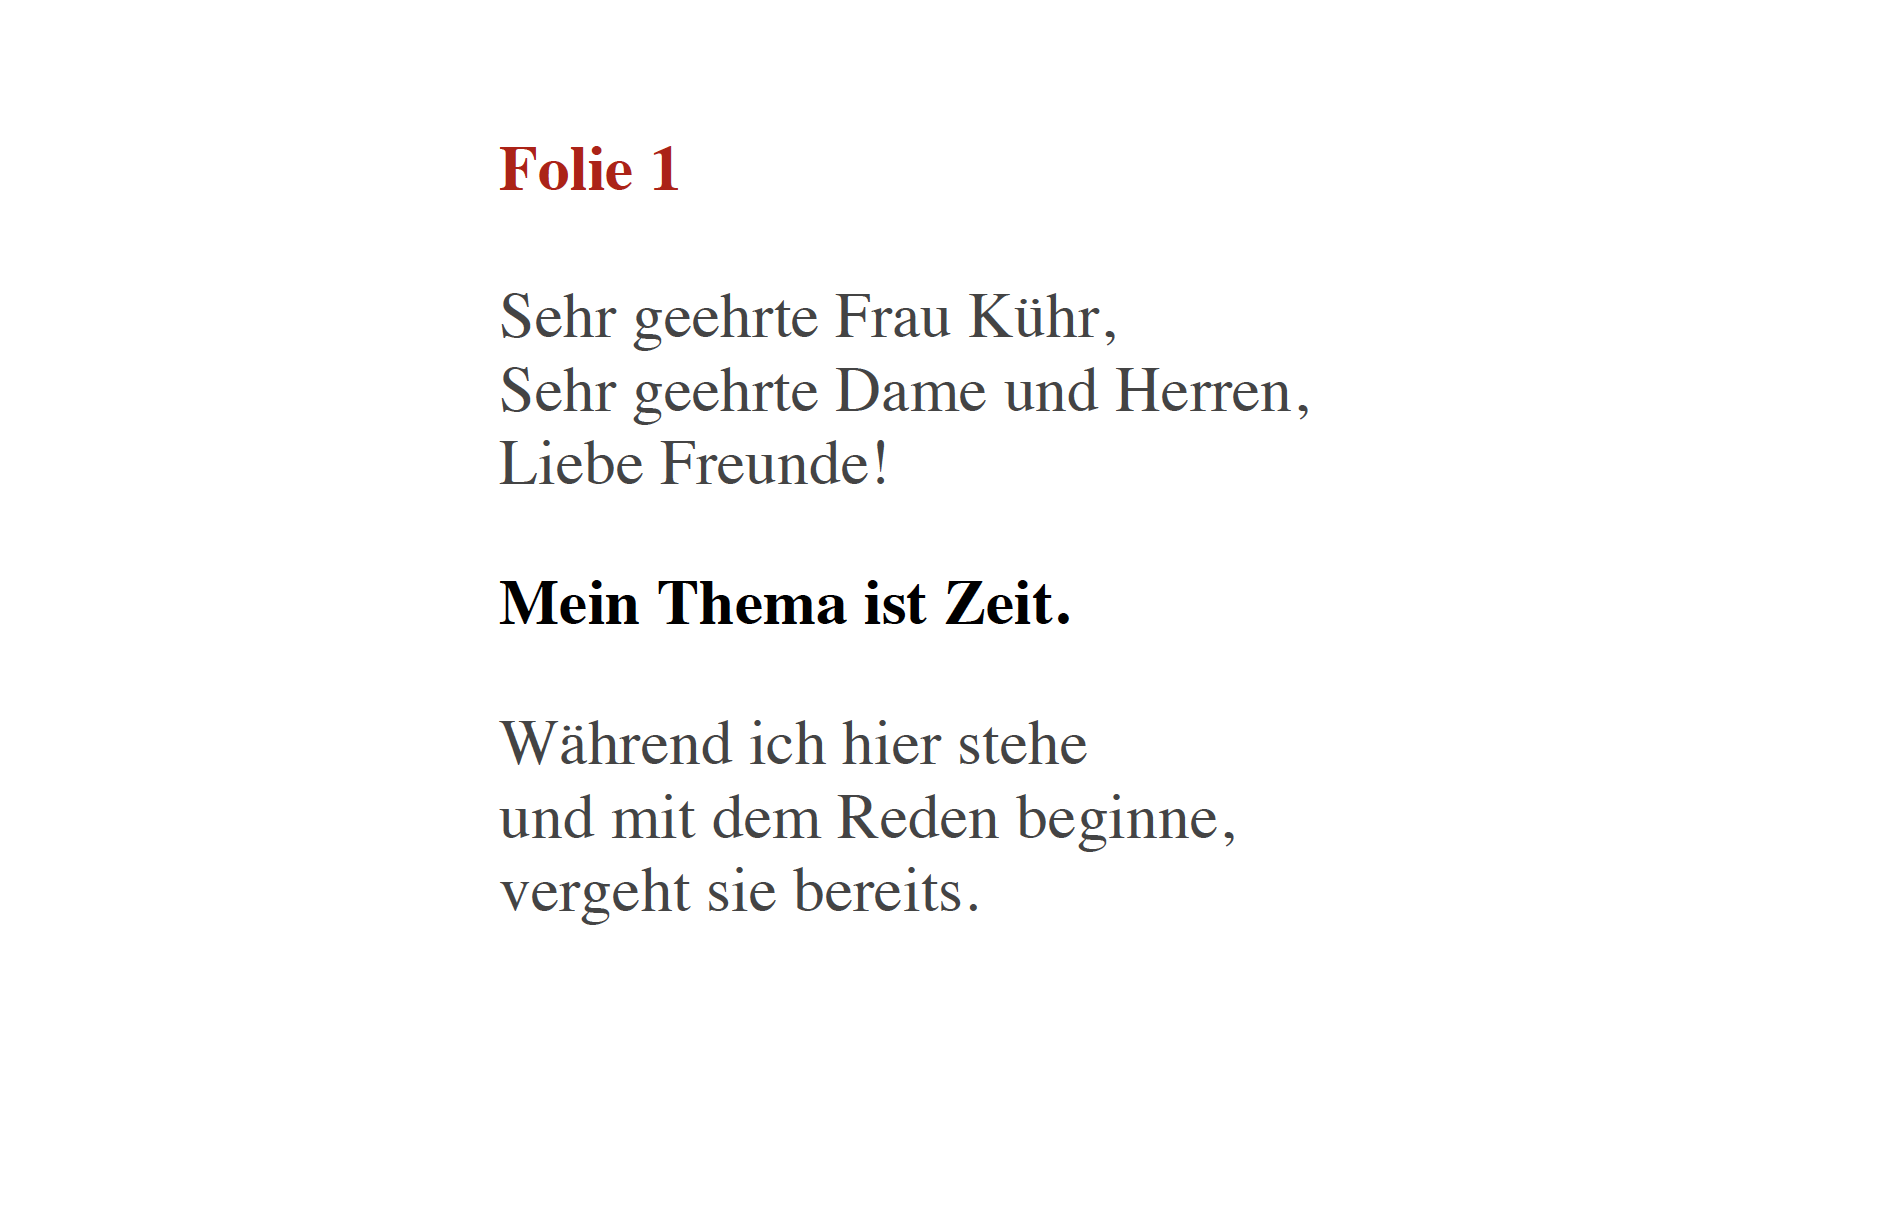 Folie 1
Sehr geehrte Frau Kühr,
Sehr geehrte Dame und Herren,
Liebe Freunde!
Mein Thema ist Zeit.
Während ich hier stehe
und mit dem Reden beginne,
vergeht sie bereits.